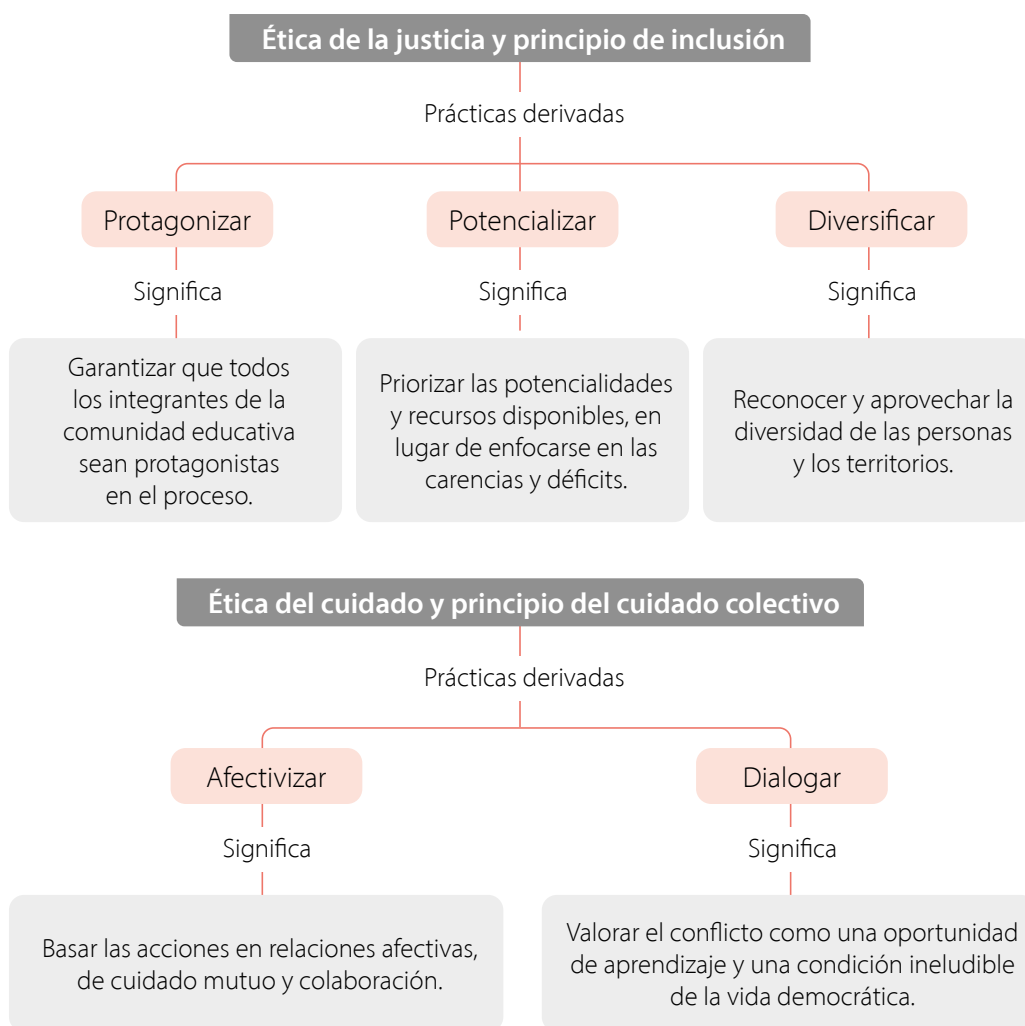 Ética de la justicia y principio de inclusión
Prácticas derivadas
Protagonizar
Potencializar
Diversificar
Significa
Significa
Significa
Garantizar que todos
los integrantes de la
comunidad educativa
sean protagonistas
en el proceso.
Priorizar las potencialidades
y recursos disponibles, en
lugar de enfocarse en las
carencias y déficits.
Reconocer y aprovechar la
diversidad de las personas
y los territorios.
Ética del cuidado y principio del cuidado colectivo
Prácticas derivadas
Afectivizar
Dialogar
Significa
Significa
Basar las acciones en relaciones afectivas,
de cuidado mutuo y colaboración.
Valorar el conflicto como una oportunidad
de aprendizaje y una condición ineludible
de la vida democrática.